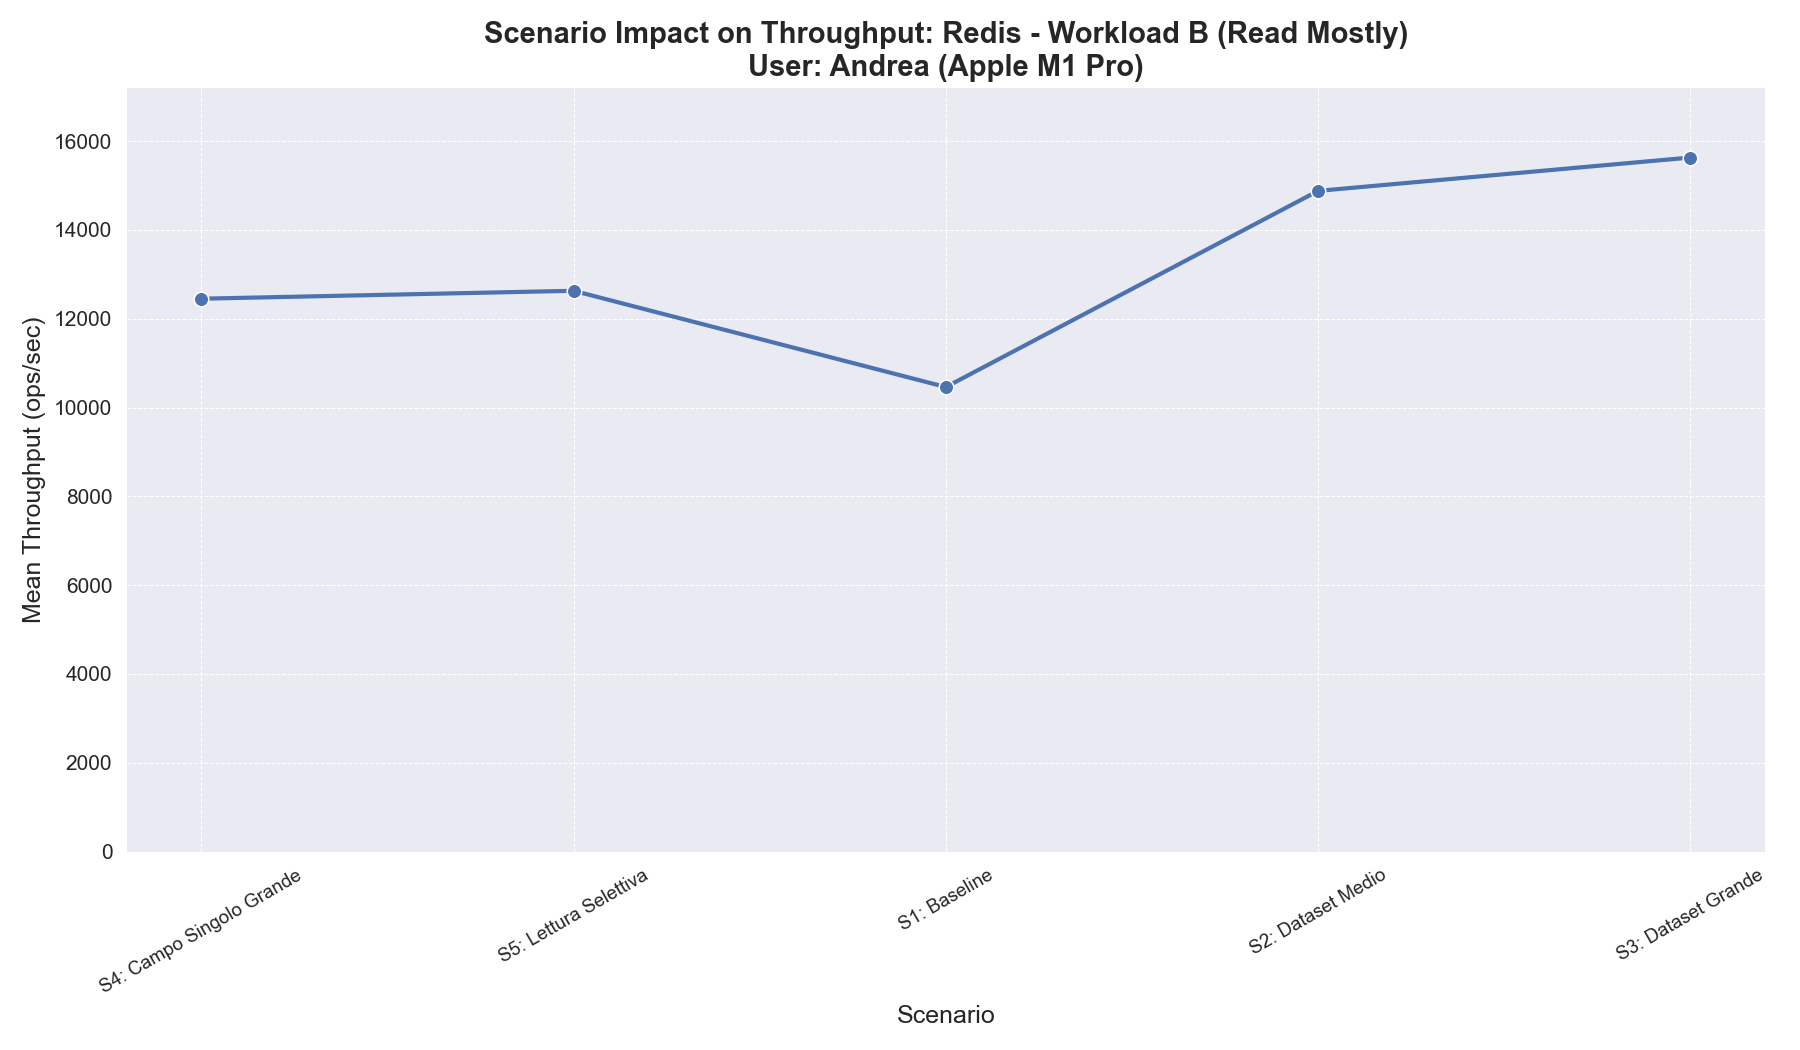 Scenario Impact on Throughput: Redis - Workload B (Read Mostly)
User: Andrea (Apple M1 Pro)
Mean Throughput (ops/sec)
16000
14000
12000
10000
8000
6000
4000
2000
0
S4: Campo Singolo Grande
S5: Lettura Selettiva
S1: Baseline
S2: Dataset Medio
S3: Dataset Grande
Scenario